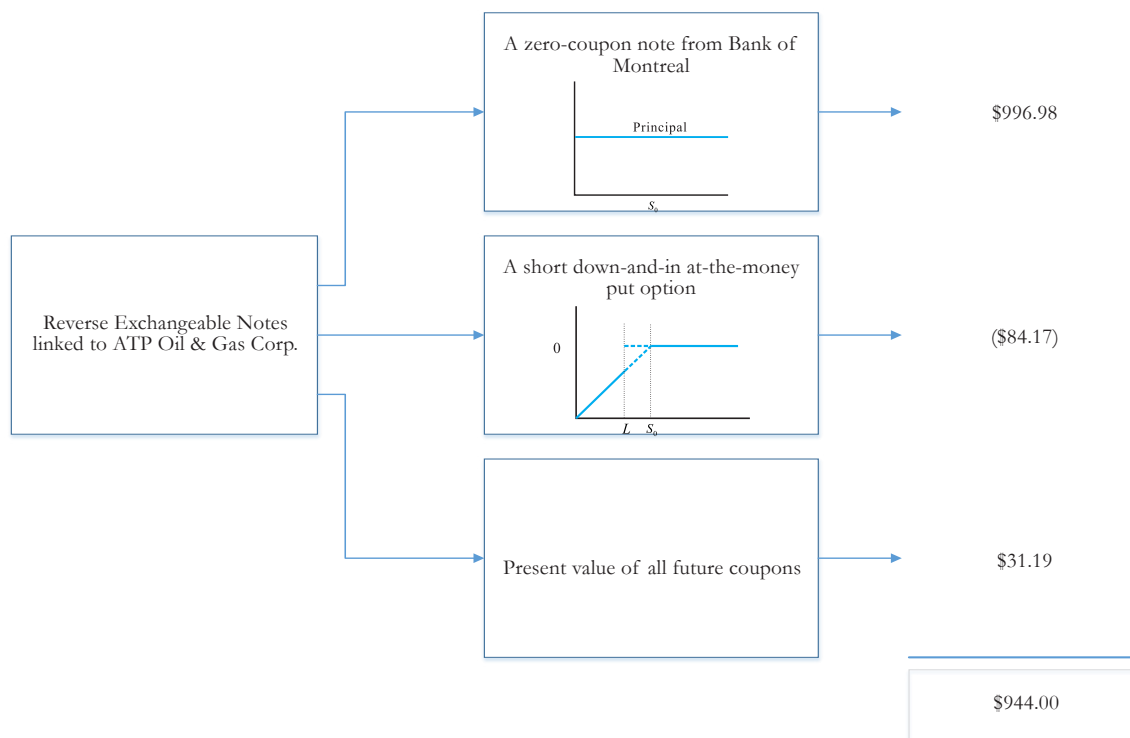 A zero-coupon note from Bank of
Montreal
Principal
S₀
$996.98
Reverse Exchangeable Notes
linked to ATP Oil & Gas Corp.
A short down-and-in at-the-money
put option
0
L S₀
($84.17)
Present value of all future coupons
$31.19
$944.00